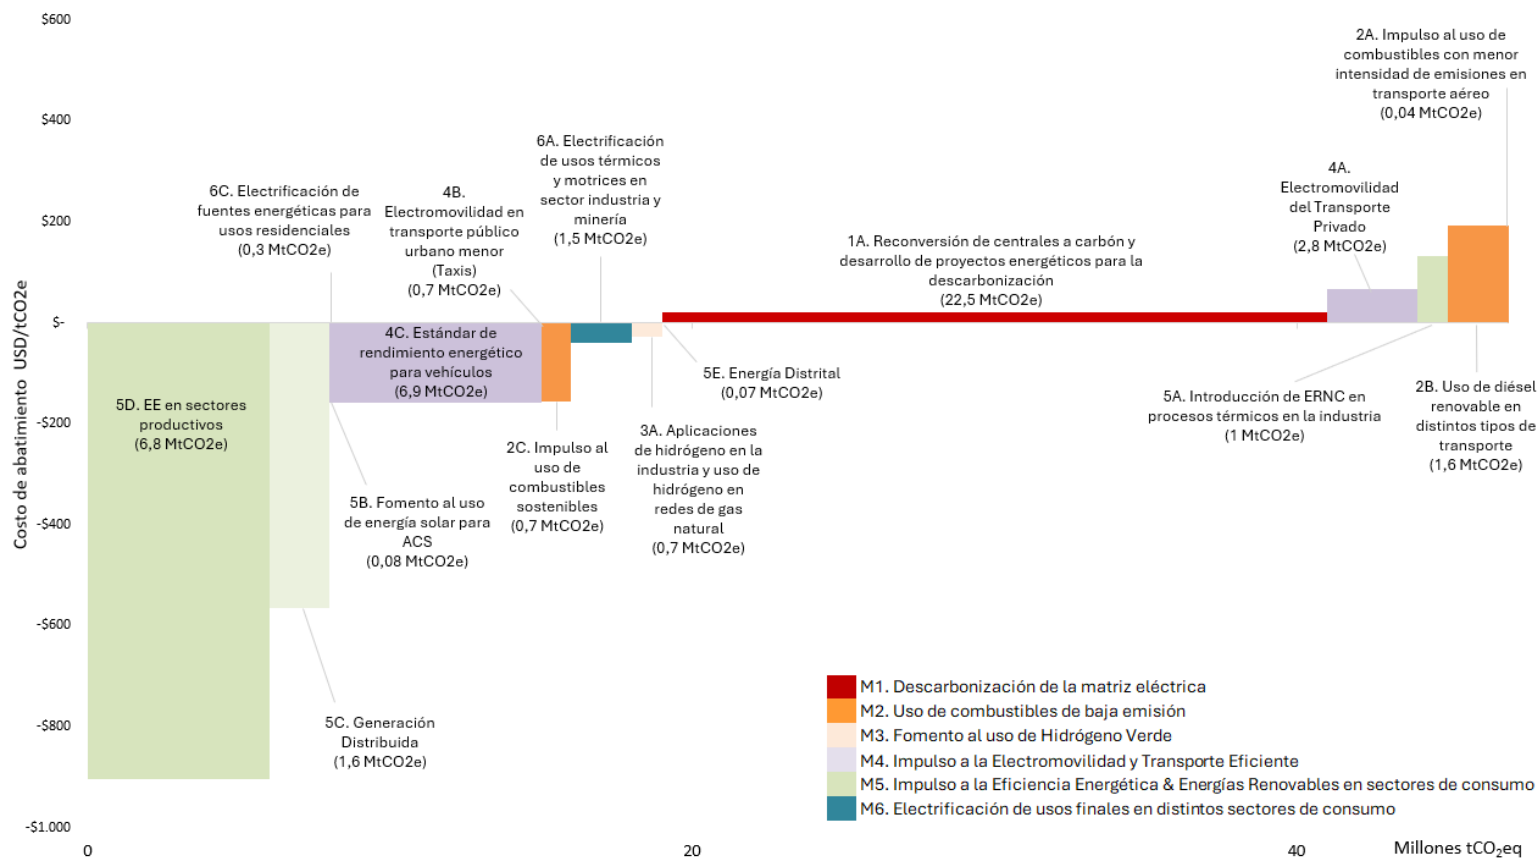 $600
$400
$200
$-
-$200
-$400
-$600
-$800
-$1.000
Costo de abatimiento USD/tCO2e
0
20
40
Millones tCO₂eq
5D. EE en sectores
productivos
(6,8 MtCO2e)
5C. Generación
Distribuida
(1,6 MtCO2e)
6C. Electrificación de
fuentes energéticas para
usos residenciales
(0,3 MtCO2e)
5B. Fomento al uso
de energía solar para
ACS
(0,08 MtCO2e)
4C. Estándar de
rendimiento energético
para vehículos
(6,9 MtCO2e)
4B.
Electromovilidad en
transporte público
urbano menor
(Taxis)
(0,7 MtCO2e)
2C. Impulso al
uso de
combustibles
sostenibles
(0,7 MtCO2e)
6A. Electrificación
de usos térmicos
y motrices en
sector industria y
minería
(1,5 MtCO2e)
3A. Aplicaciones
de hidrógeno en la
industria y uso de
hidrógeno en
redes de gas
natural
(0,7 MtCO2e)
5E. Energía Distrital
(0,07 MtCO2e)
1A. Reconversión de centrales a carbón y
desarrollo de proyectos energéticos para la
descarbonización
(22,5 MtCO2e)
4A.
Electromovilidad
del Transporte
Privado
(2,8 MtCO2e)
5A. Introducción de ERNC en
procesos térmicos en la industria
(1 MtCO2e)
2B. Uso de diésel
renovable en
distintos tipos de
transporte
(1,6 MtCO2e)
2A. Impulso al uso de
combustibles con menor
intensidad de emisiones en
transporte aéreo
(0,04 MtCO2e)
M1. Descarbonización de la matriz eléctrica
M2. Uso de combustibles de baja emisión
M3. Fomento al uso de Hidrógeno Verde
M4. Impulso a la Electromovilidad y Transporte Eficiente
M5. Impulso a la Eficiencia Energética & Energías Renovables en sectores de consumo
M6. Electrificación de usos finales en distintos sectores de consumo